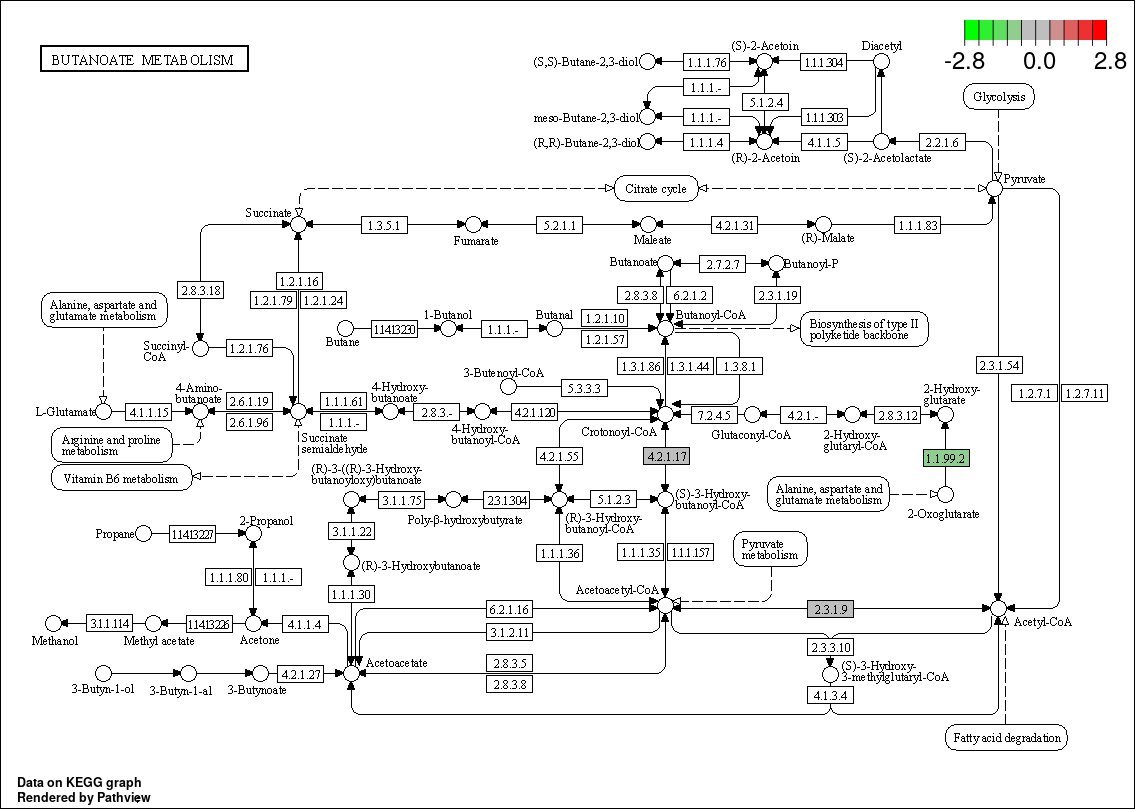 BUTANOATE METABOLISM
-2.8 0.0 2.8
(S)-2-Acetoin
Diacetyl
(S,S)-Butane-2,3-diol
1.1.1.76
1.1.1.304
1.1.1.-
5.1.2.4
Glycolysis
meso-Butane-2,3-diol
1.1.1.-
1.1.1.303
(R,R)-Butane-2,3-diol
1.1.1.4
4.1.1.5
2.2.1.6
(R)-2-Acetoin
(S)-2-Acetolactate
Pyruvate
Citrate cycle
Succinate
1.3.5.1
5.2.1.1
4.2.1.31
1.1.1.83
Fumarate
Maleate
(R)-Malate
Butanoate
2.7.2.7
Butanoyl-P
1.2.1.16
2.8.3.18
1.2.1.79
1.2.1.24
2.8.3.8
6.2.1.2
2.3.1.19
Alanine, aspartate and
glutamate metabolism
1-Butanol
Butanal
1.2.1.10
Butanoyl-CoA
11413230
1.1.1.-
1.2.1.57
Butane
Biosynthesis of type II
polyketide backbone
Succinyl-
CoA
1.2.1.76
1.3.1.86
1.3.1.44
1.3.8.1
2.3.1.54
3-Butenoyl-CoA
5.3.3.3
4-Amino-
butanoate
2.6.1.19
1.1.1.61
4-Hydroxy-
butanoate
2-Hydroxy-
glutarate
1.2.7.1
1.2.7.11
L-Glutamate
4.1.1.15
2.6.1.96
1.1.1.-
2.8.3.-
4.2.1.120
7.2.4.5
4.2.1.-
2.8.3.12
4-Hydroxy-
butanoyl-CoA
Crotonoyl-CoA
Glutaconyl-CoA
2-Hydroxy-
glutaryl-CoA
Arginine and proline
metabolism
Succinate
semialdehyde
4.2.1.55
4.2.1.17
1.1.99.2
Vitamin B6 metabolism
(R)-3-((R)-3-Hydroxy-
butanoyloxy)butanoate
3.1.1.75
2.3.1.304
5.1.2.3
(S)-3-Hydroxy-
butanoyl-CoA
Alanine, aspartate and
glutamate metabolism
Poly-β-hydroxybutyrate
(R)-3-Hydroxy-
butanoyl-CoA
2-Oxoglutarate
Propane
11413227
2-Propanol
3.1.1.22
1.1.1.36
1.1.1.35
1.1.1.157
Pyruvate
metabolism
(R)-3-Hydroxybutanoate
1.1.1.80
1.1.1.-
1.1.1.30
Acetoacetyl-CoA
6.2.1.16
2.3.1.9
3.1.1.114
11413226
4.1.1.4
Acetyl-CoA
Methanol
Methyl acetate
Acetone
3.1.2.11
2.3.3.10
Acetoacetate
2.8.3.5
2.8.3.8
(S)-3-Hydroxy-
3-methylglutaryl-CoA
4.2.1.27
3-Butyn-1-ol
3-Butyn-1-al
3-Butynoate
4.1.3.4
Fatty acid degradation
Data on KEGG graph
Rendered by Pathview